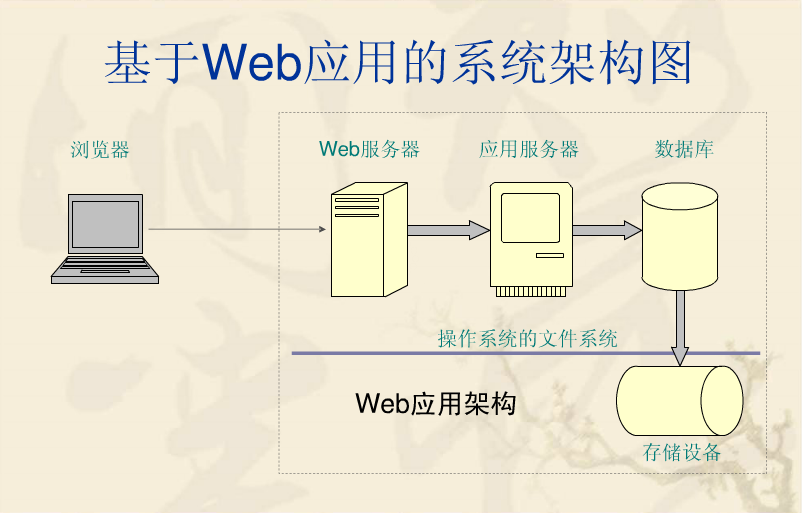 基于Web应用的系统架构图
浏览器
Web服务器
应用服务器
数据库
操作系统的文件系统
Web应用架构
存储设备